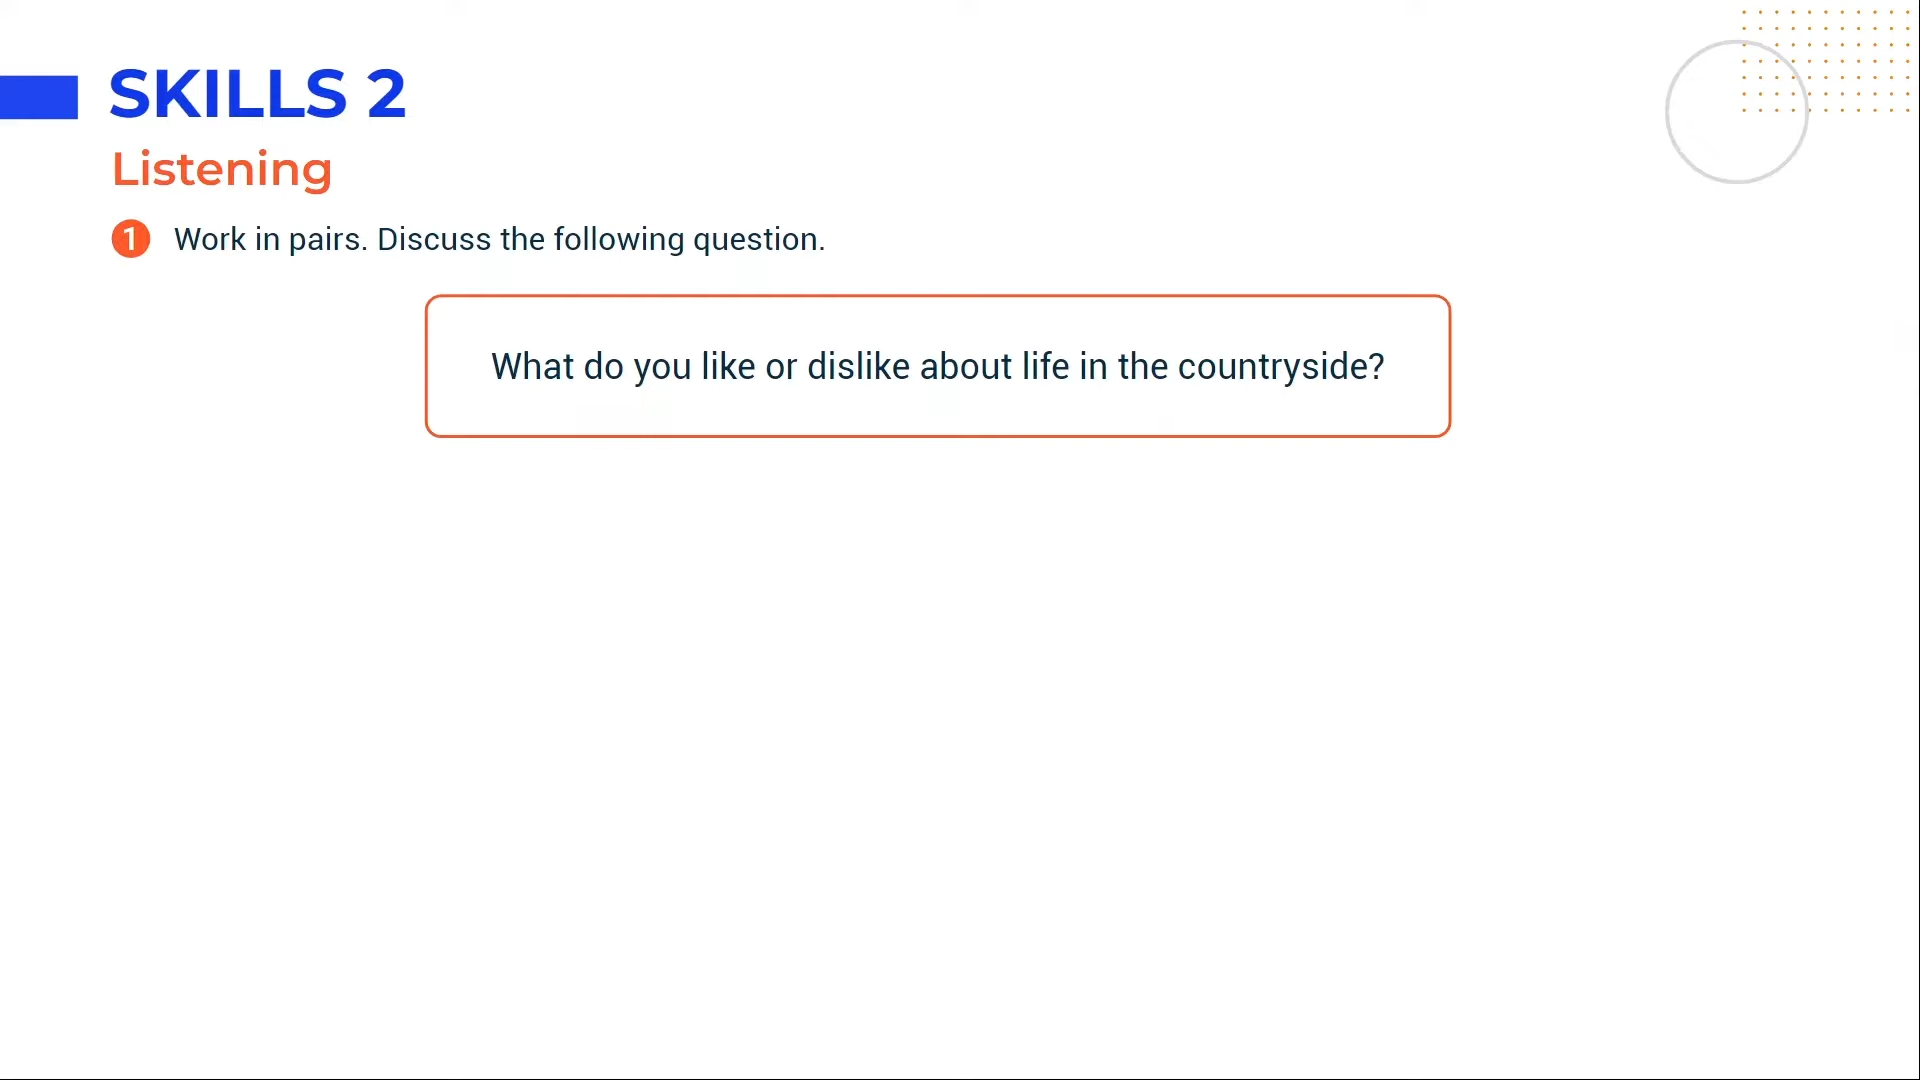 SKILLS 2
Listening
1 Work in pairs. Discuss the following question.
What do you like or dislike about life in the countryside?